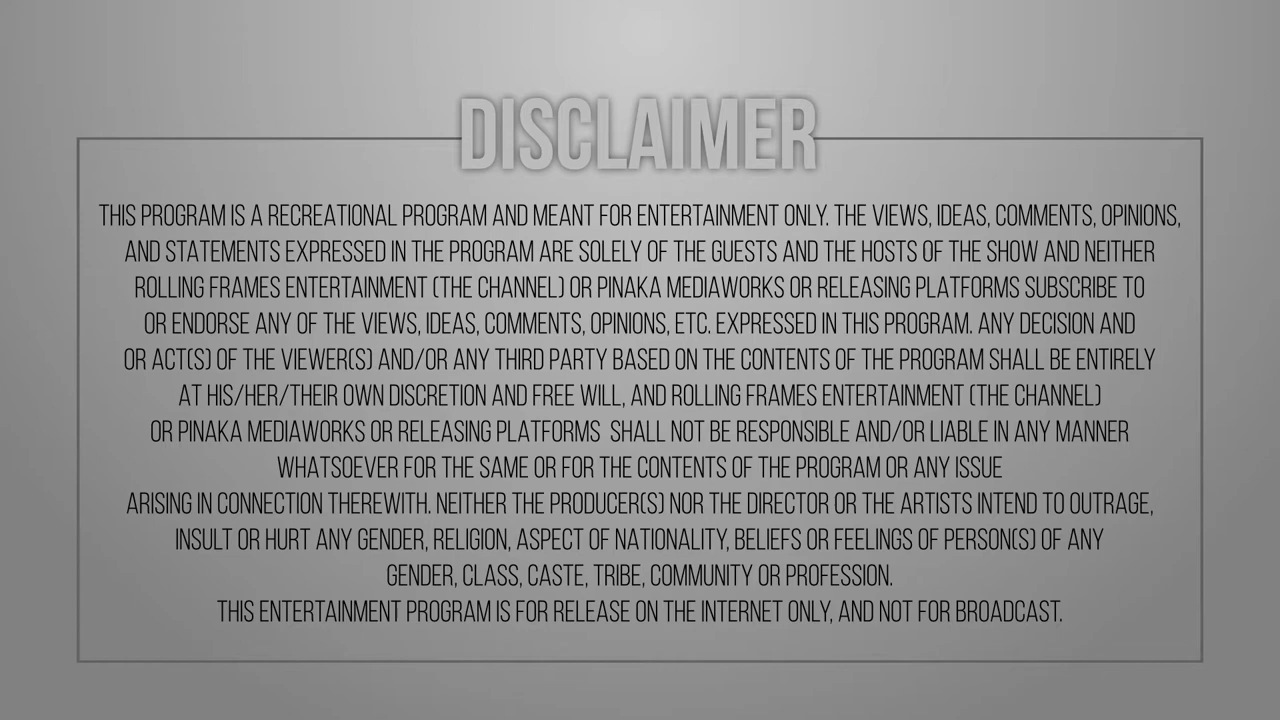 DISCLAIMER
THIS PROGRAM IS A RECREATIONAL PROGRAM AND MEANT FOR ENTERTAINMENT ONLY. THE VIEWS, IDEAS, COMMENTS, OPINIONS,
AND STATEMENTS EXPRESSED IN THE PROGRAM ARE SOLELY OF THE GUESTS AND THE HOSTS OF THE SHOW AND NEITHER
ROLLING FRAMES ENTERTAINMENT (THE CHANNEL) OR PINAKA MEDIAWORKS OR RELEASING PLATFORMS SUBSCRIBE TO
OR ENDORSE ANY OF THE VIEWS, IDEAS, COMMENTS, OPINIONS, ETC. EXPRESSED IN THIS PROGRAM. ANY DECISION AND
OR ACT(S) OF THE VIEWER(S) AND/OR ANY THIRD PARTY BASED ON THE CONTENTS OF THE PROGRAM SHALL BE ENTIRELY
AT HIS/HER/THEIR OWN DISCRETION AND FREE WILL, AND ROLLING FRAMES ENTERTAINMENT (THE CHANNEL)
OR PINAKA MEDIAWORKS OR RELEASING PLATFORMS SHALL NOT BE RESPONSIBLE AND/OR LIABLE IN ANY MANNER
WHATSOEVER FOR THE SAME OR FOR THE CONTENTS OF THE PROGRAM OR ANY ISSUE
ARISING IN CONNECTION THEREWITH. NEITHER THE PRODUCER(S) NOR THE DIRECTOR OR THE ARTISTS INTEND TO OUTRAGE,
INSULT OR HURT ANY GENDER, RELIGION, ASPECT OF NATIONALITY, BELIEFS OR FEELINGS OF PERSON(S) OF ANY
GENDER, CLASS, CASTE, TRIBE, COMMUNITY OR PROFESSION.
THIS ENTERTAINMENT PROGRAM IS FOR RELEASE ON THE INTERNET ONLY, AND NOT FOR BROADCAST.